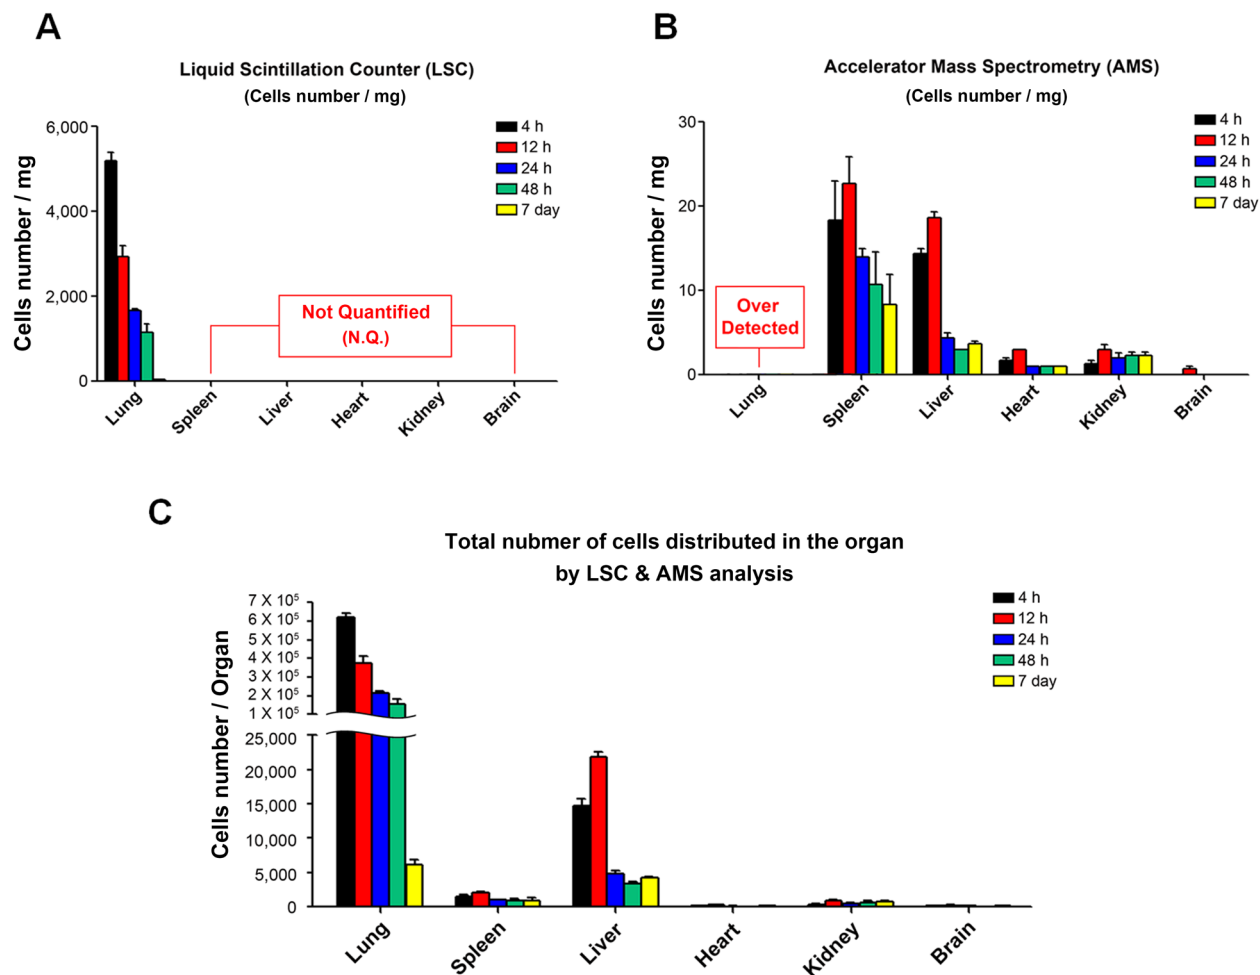 A
Liquid Scintillation Counter (LSC)
(Cells number / mg)
Cells number / mg
6,000
4,000
2,000
0
4 h
12 h
24 h
48 h
7 day
Not Quantified
(N.Q.)
Lung
Spleen
Liver
Heart
Kidney
Brain
B
Accelerator Mass Spectrometry (AMS)
(Cells number / mg)
Cells number / mg
30
20
10
0
4 h
12 h
24 h
48 h
7 day
Over
Detected
Lung
Spleen
Liver
Heart
Kidney
Brain
C
Total nubmer of cells distributed in the organ
by LSC & AMS analysis
Cells number / Organ
7 X 10⁵
6 X 10⁵
5 X 10⁵
4 X 10⁵
3 X 10⁵
2 X 10⁵
1 X 10⁵
25,000
20,000
15,000
10,000
5,000
0
4 h
12 h
24 h
48 h
7 day
Lung
Spleen
Liver
Heart
Kidney
Brain